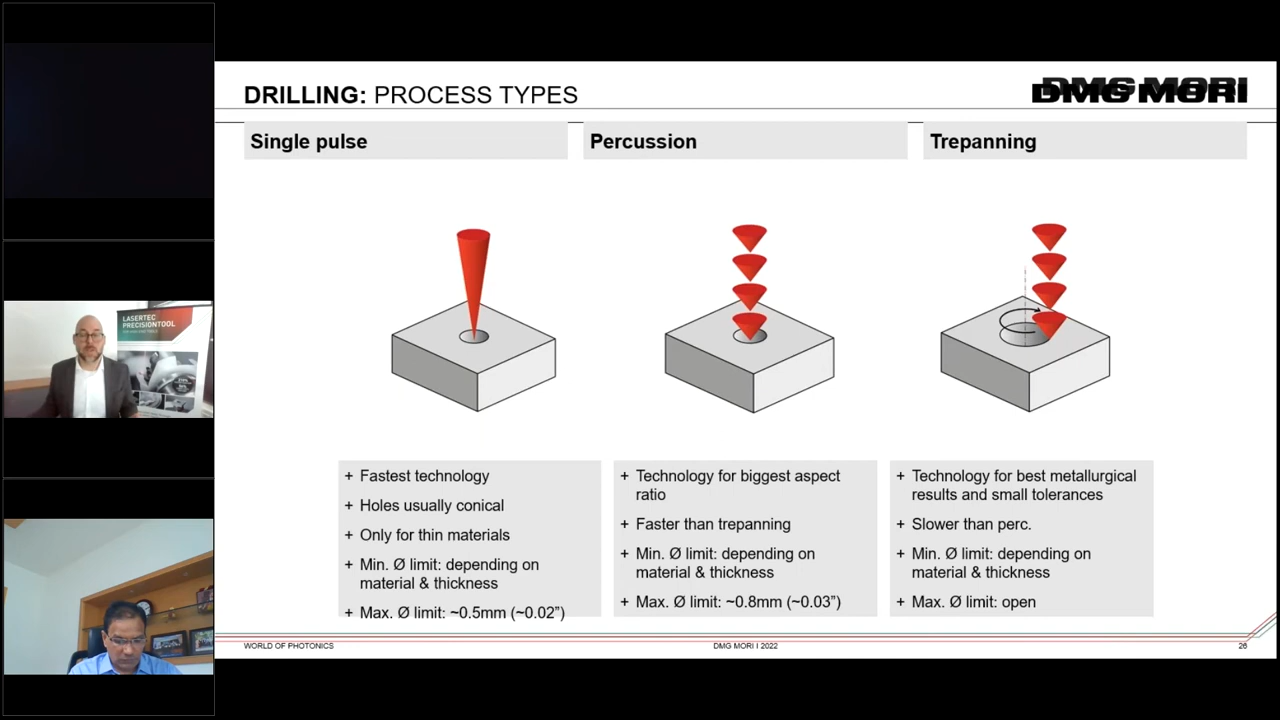 DRILLING: PROCESS TYPES
DMG MORI
Single pulse
Percussion
Trepanning
+ Fastest technology
+ Holes usually conical
+ Only for thin materials
+ Min. Ø limit: depending on
material & thickness
+ Max. Ø limit: ~0.5mm (~0.02”)
+ Technology for biggest aspect
ratio
+ Faster than trepanning
+ Min. Ø limit: depending on
material & thickness
+ Max. Ø limit: ~0.8mm (~0.03”)
+ Technology for best metallurgical
results and small tolerances
+ Slower than perc.
+ Min. Ø limit: depending on
material & thickness
+ Max. Ø limit: open
WORLD OF PHOTONICS
DMG MORI I 2022
26
LASERTEC
PRECISIONTOOL